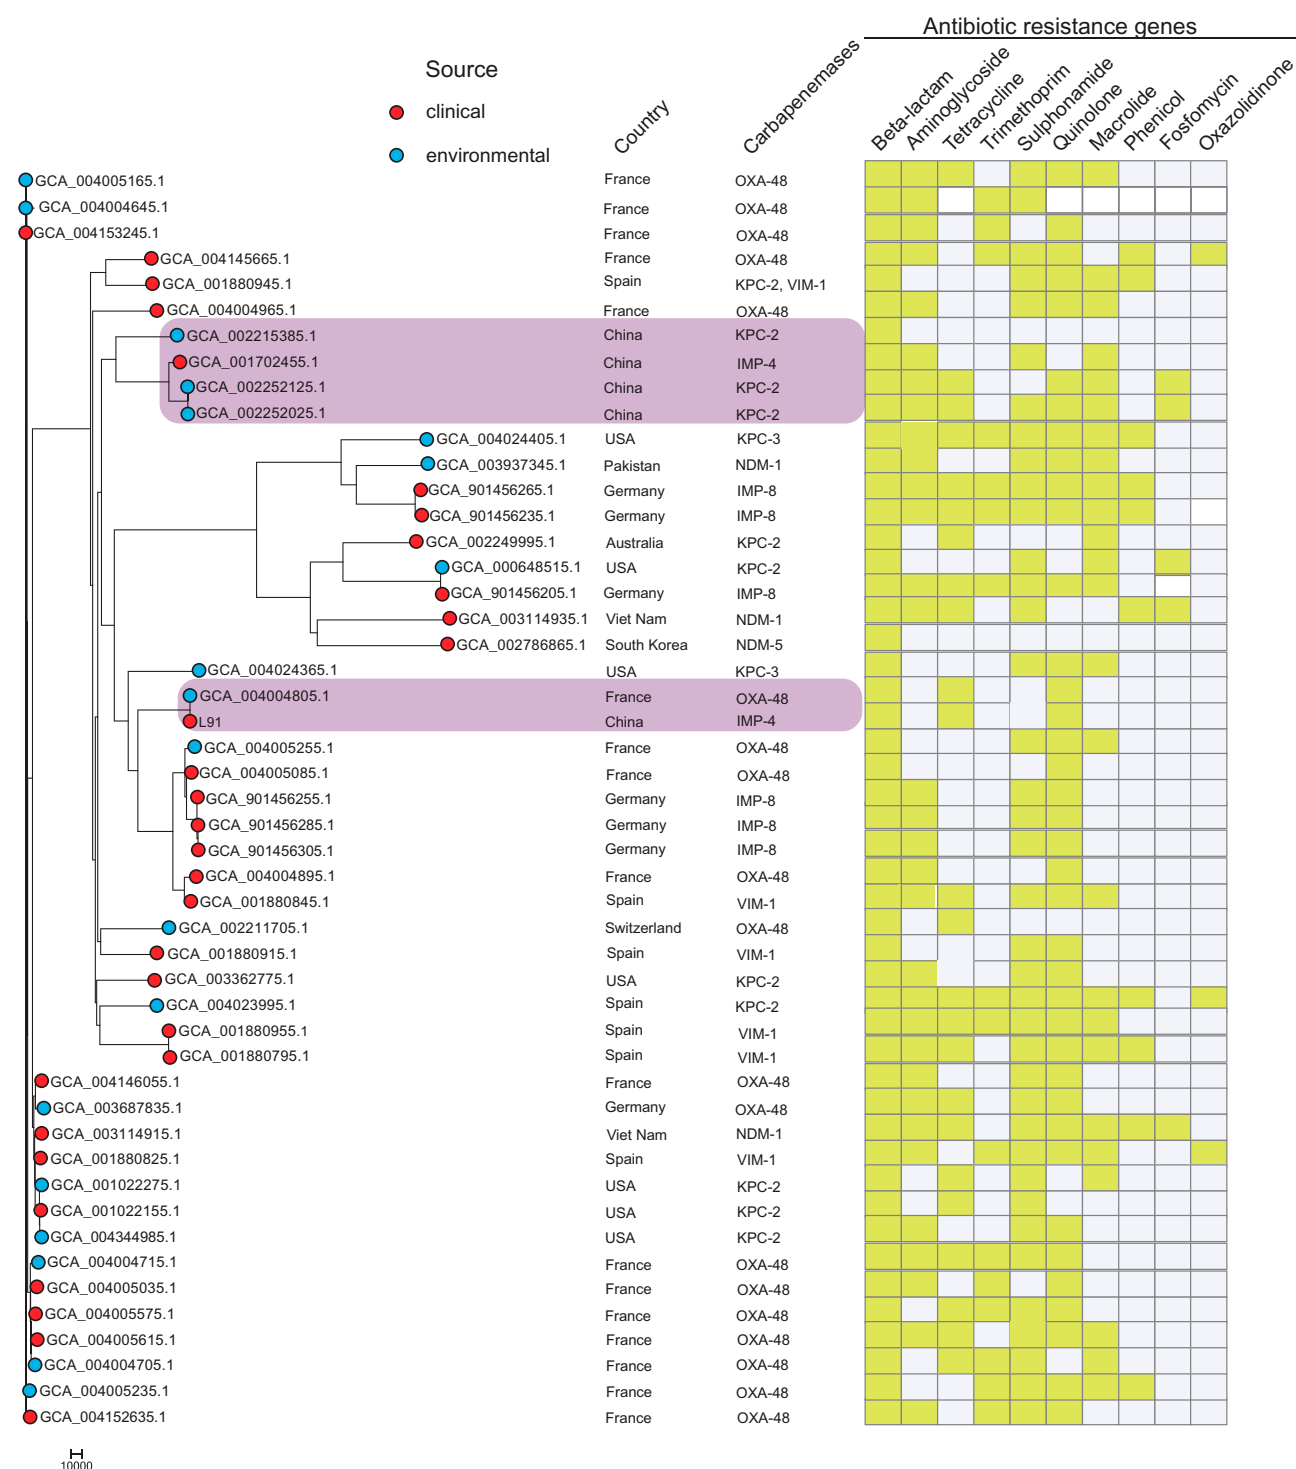 Antibiotic resistance genes
Source
clinical
environmental
Country
Carbapenemases
Beta-lactam
Aminoglycoside
Tetracycline
Trimethoprim
Sulphonamide
Quinolone
Macrolide
Phenicol
Fosfomycin
Oxazolidinone
GCA_004005165.1 France OXA-48
GCA_004004645.1 France OXA-48
GCA_004153245.1 France OXA-48
GCA_004145665.1 France OXA-48
GCA_001880945.1 Spain KPC-2, VIM-1
GCA_004004965.1 France OXA-48
GCA_002215385.1 China KPC-2
GCA_001702455.1 China IMP-4
GCA_002252125.1 China KPC-2
GCA_002252025.1 China KPC-2
GCA_004024405.1 USA KPC-3
GCA_003937345.1 Pakistan NDM-1
GCA_901456265.1 Germany IMP-8
GCA_901456235.1 Germany IMP-8
GCA_002249995.1 Australia KPC-2
GCA_000648515.1 USA KPC-2
GCA_901456205.1 Germany IMP-8
GCA_003114935.1 Viet Nam NDM-1
GCA_002786865.1 South Korea NDM-5
GCA_004024365.1 USA KPC-3
GCA_004004805.1 France OXA-48
L91 China IMP-4
GCA_004005255.1 France OXA-48
GCA_004005085.1 France OXA-48
GCA_901456255.1 Germany IMP-8
GCA_901456285.1 Germany IMP-8
GCA_901456305.1 Germany IMP-8
GCA_004004895.1 France OXA-48
GCA_001880845.1 Spain VIM-1
GCA_002211705.1 Switzerland OXA-48
GCA_001880915.1 Spain VIM-1
GCA_003362775.1 USA KPC-2
GCA_004023995.1 Spain KPC-2
GCA_001880955.1 Spain VIM-1
GCA_001880795.1 Spain VIM-1
GCA_004146055.1 France OXA-48
GCA_003687835.1 Germany OXA-48
GCA_003114915.1 Viet Nam NDM-1
GCA_001880825.1 Spain VIM-1
GCA_001022275.1 USA KPC-2
GCA_001022155.1 USA KPC-2
GCA_004344985.1 USA KPC-2
GCA_004004715.1 France OXA-48
GCA_004005035.1 France OXA-48
GCA_004005575.1 France OXA-48
GCA_004005615.1 France OXA-48
GCA_004004705.1 France OXA-48
GCA_004005235.1 France OXA-48
GCA_004152635.1 France OXA-48
10000